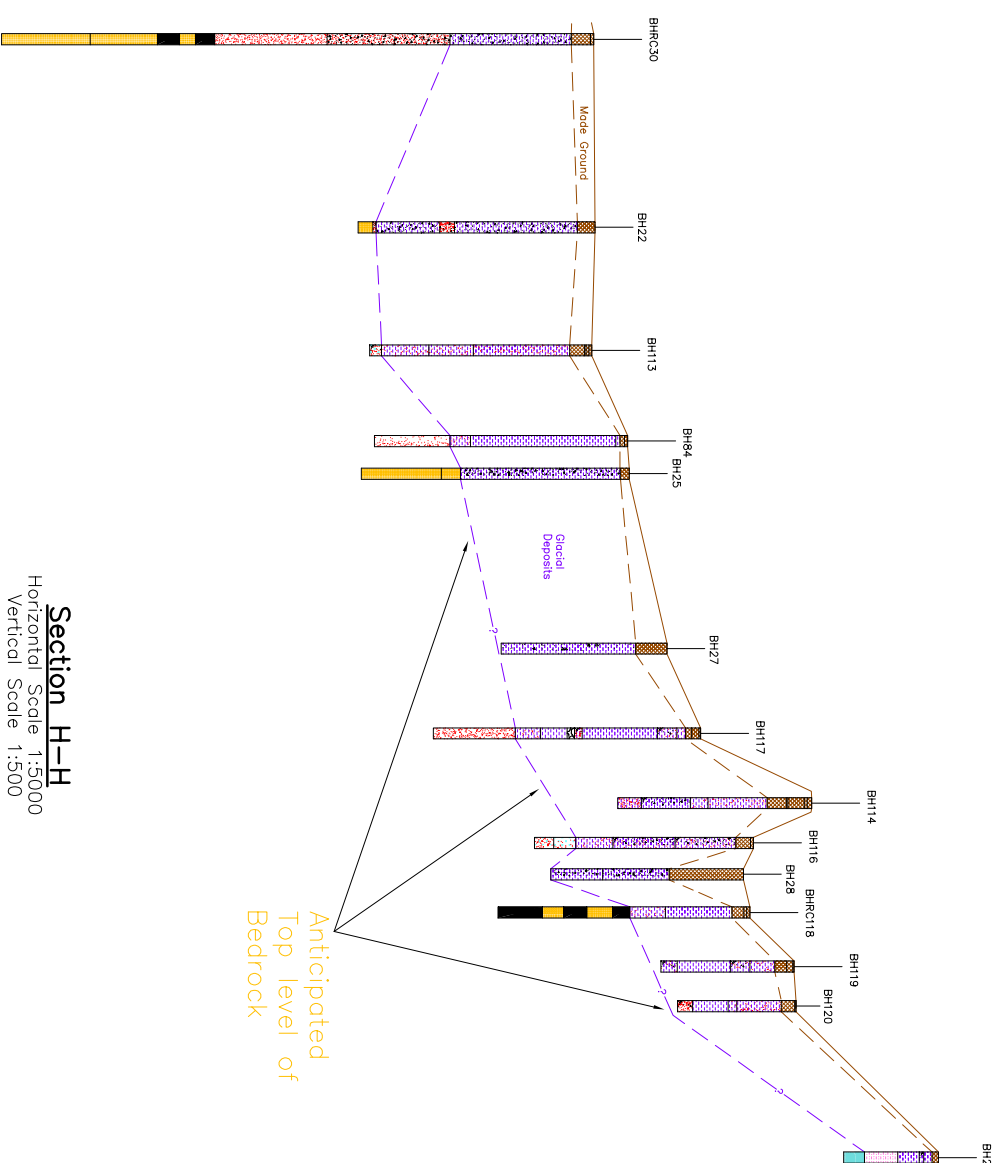 BHRC30
BH22
BH113
BH84
BH25
BH27
BH117
BH114
BH116
BH28
BHRC118
BH119
BH120
Made Ground
Glacial
Deposits
?
?
?
Anticipated
Top level of
Bedrock
Section H-H
Horizontal Scale 1:5000
Vertical Scale 1:500